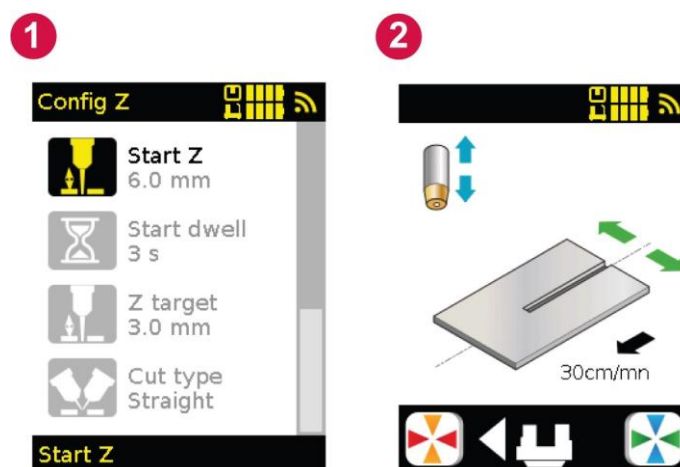 1
Config Z
Start Z
6.0 mm
Start dwell
3 s
Z target
3.0 mm
Cut type
Straight
Start Z
2
30cm/mn